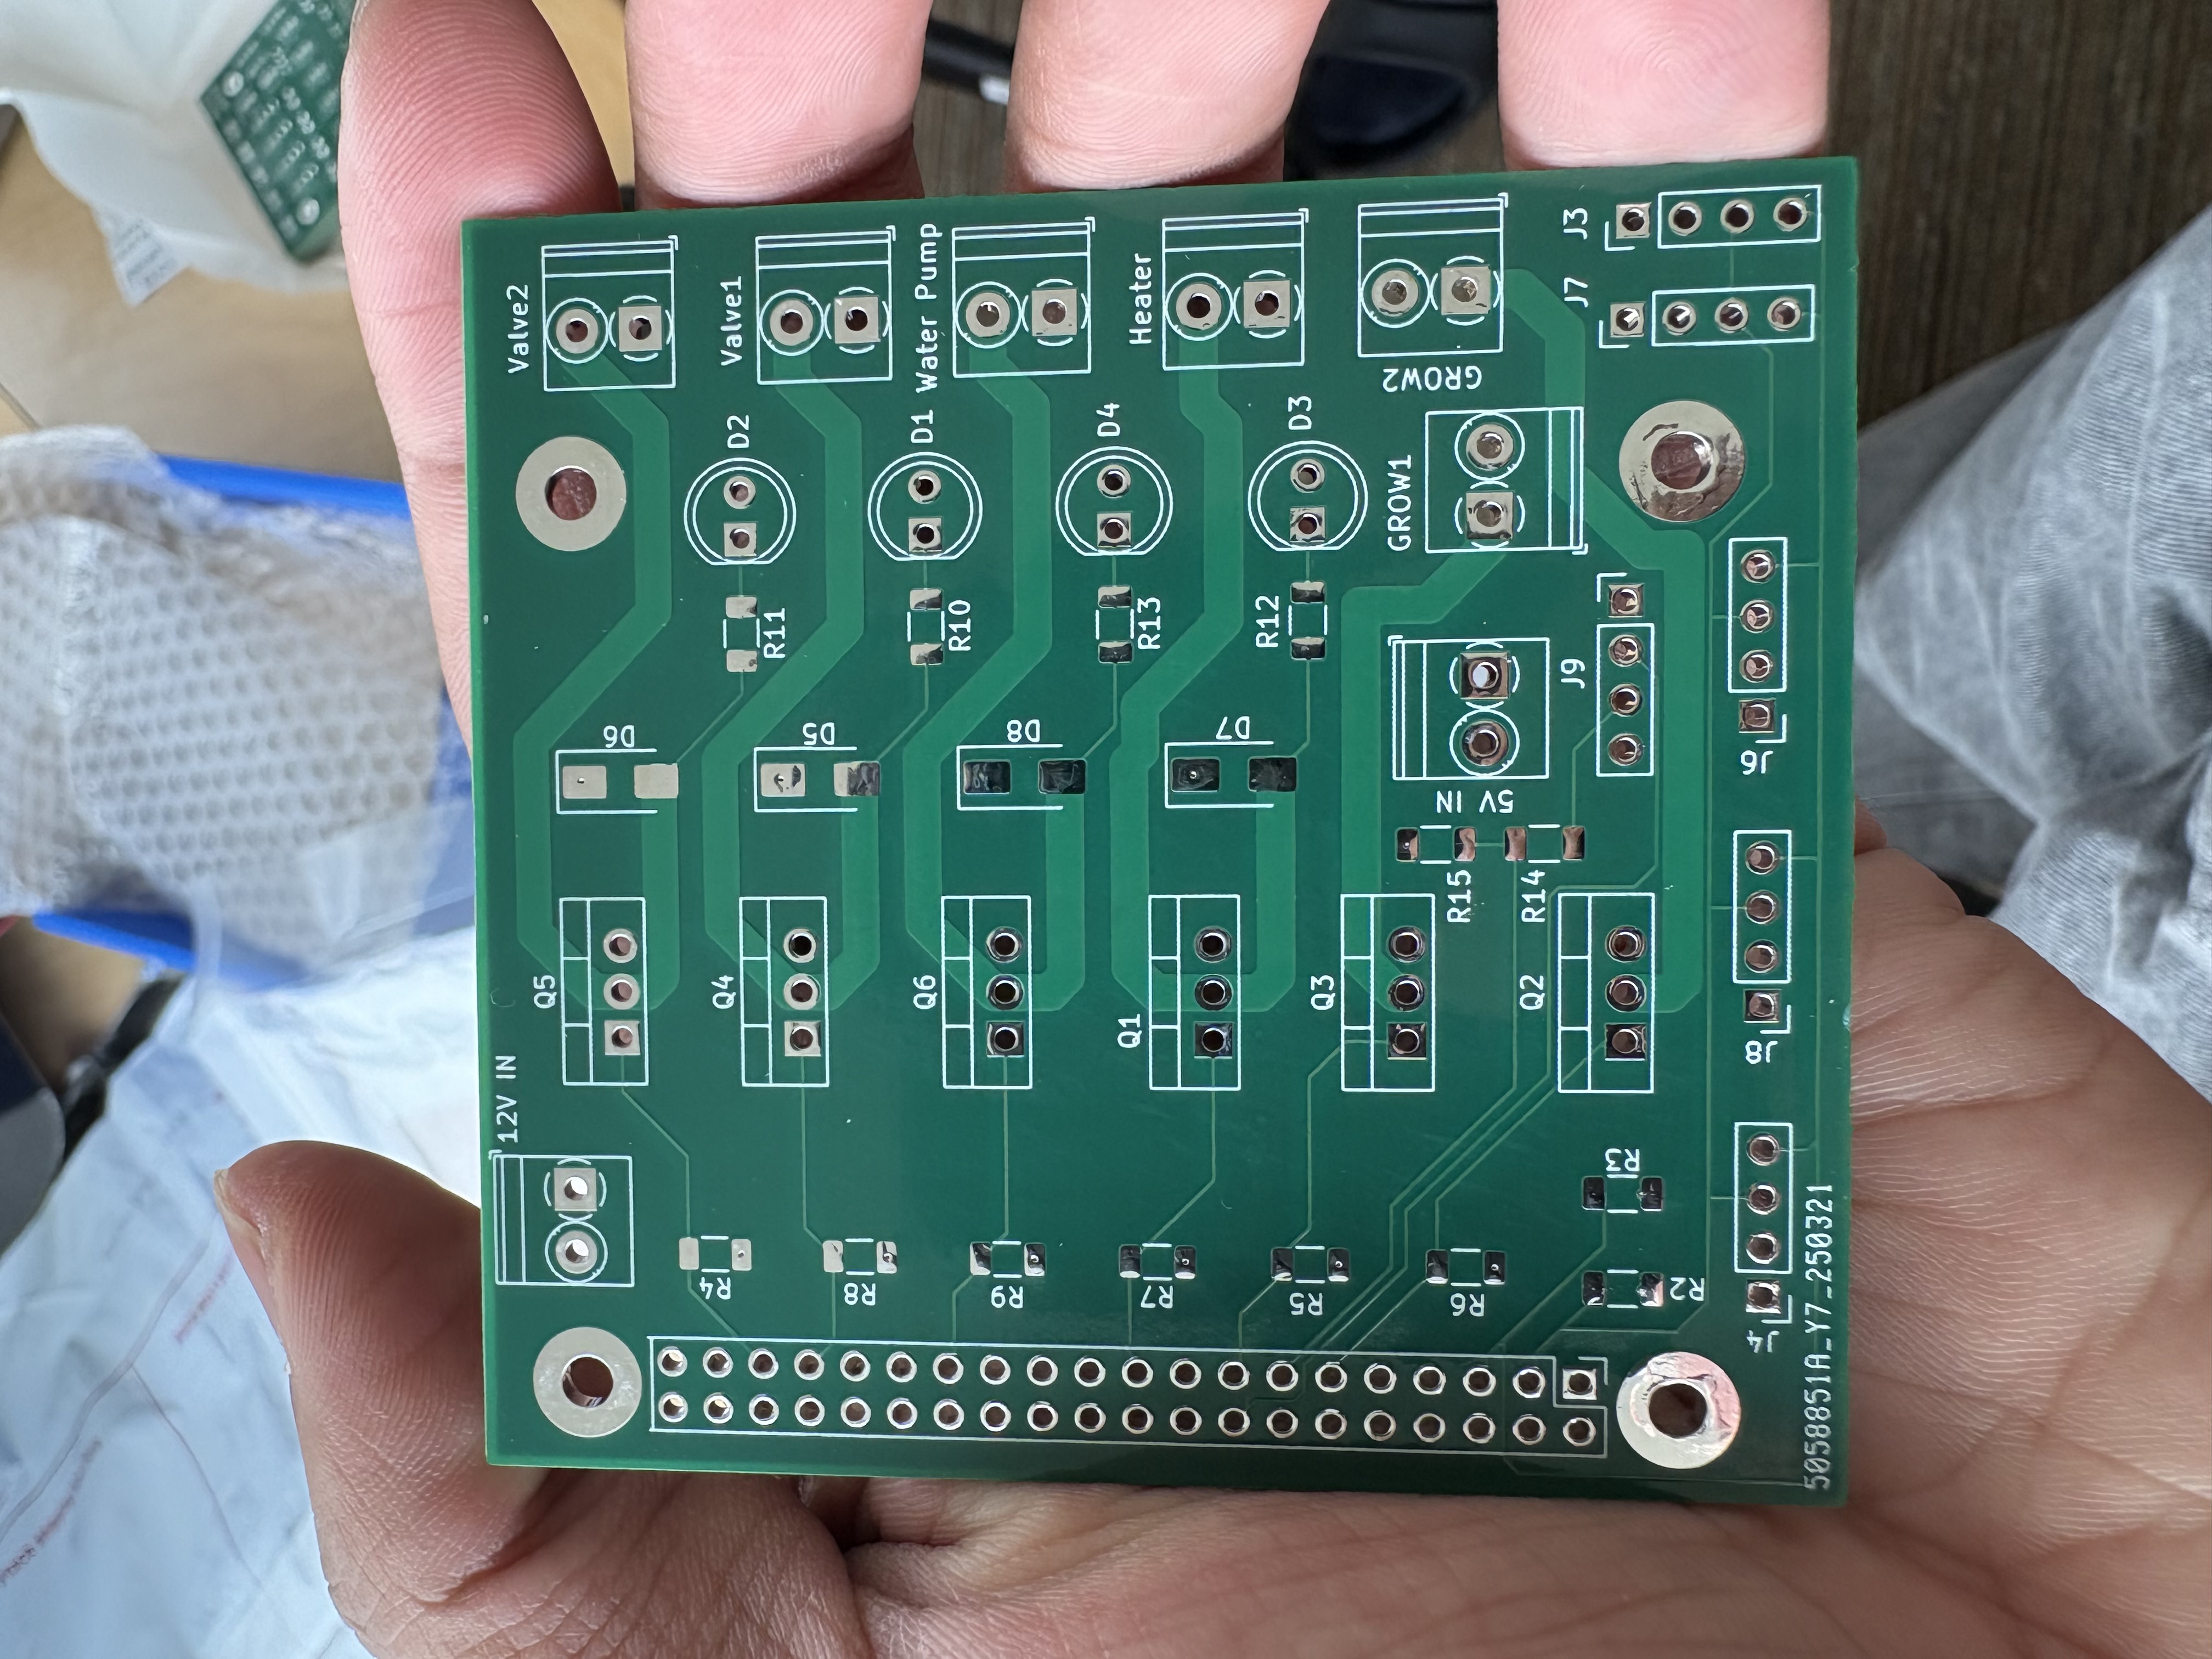 12V IN
Valve2
Q5
D6
R4
D2
R11
Valve1
Q4
D5
R8
D1
Water Pump
R10
Q6
R9
D8
D4
R13
Heater
Q1
R7
D7
R12
D3
R5
Q3
GROW1
GROW2
R15
5V IN
R6
R14
Q2
J9
J7
J3
R3
R2
J4
J8
J6
5058851A_Y7_250321